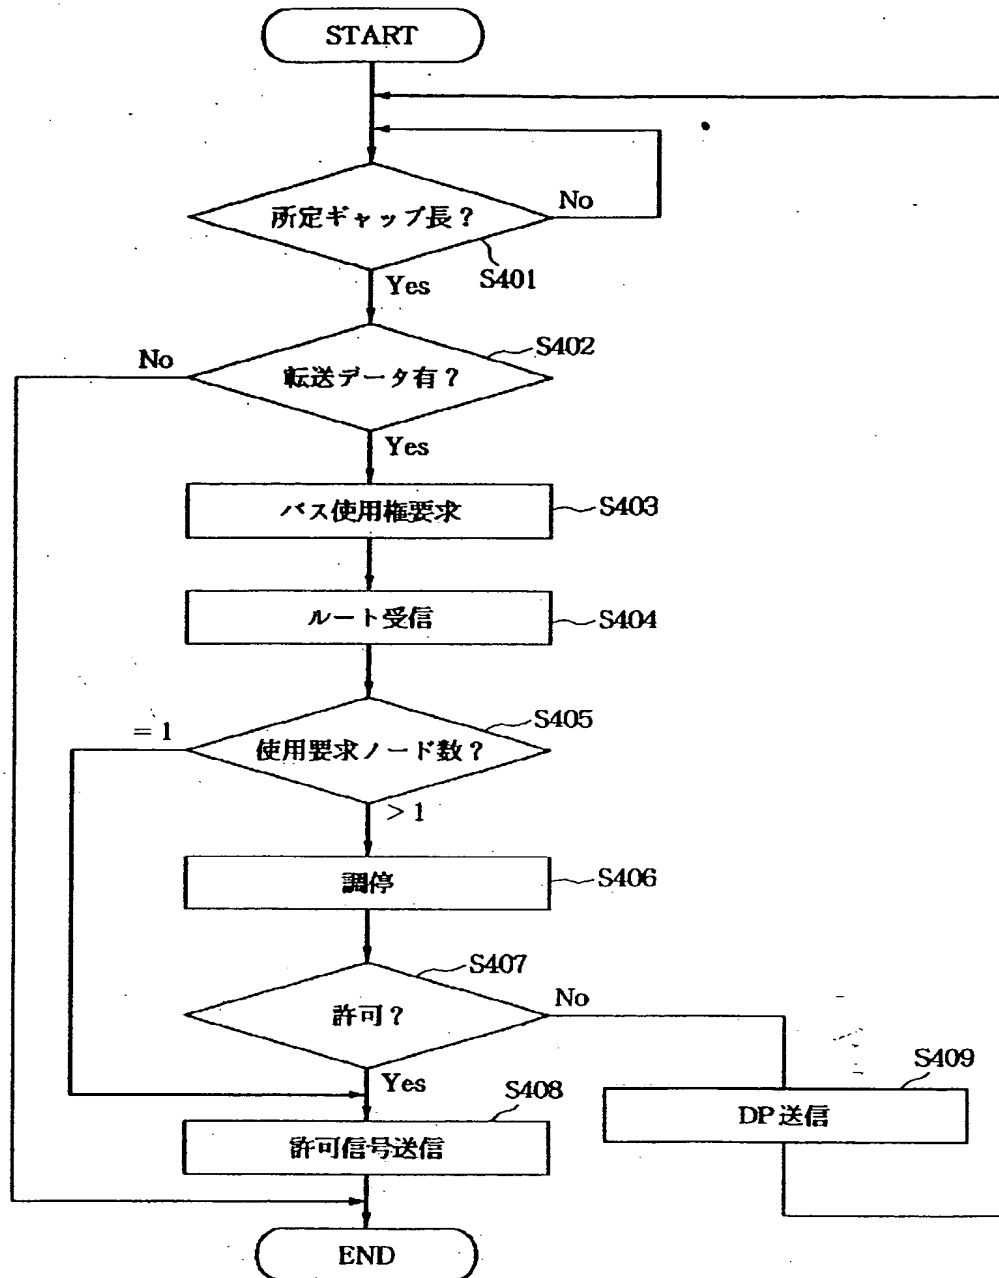 START
所定ギャップ長?
No
S401
Yes
S402
No
転送データ有?
Yes
バス使用権要求
S403
ルート受信
S404
S405
= 1
使用要求ノード数?
> 1
調停
S406
S407
No
許可?
Yes
S408
S409
DP送信
許可信号送信
END